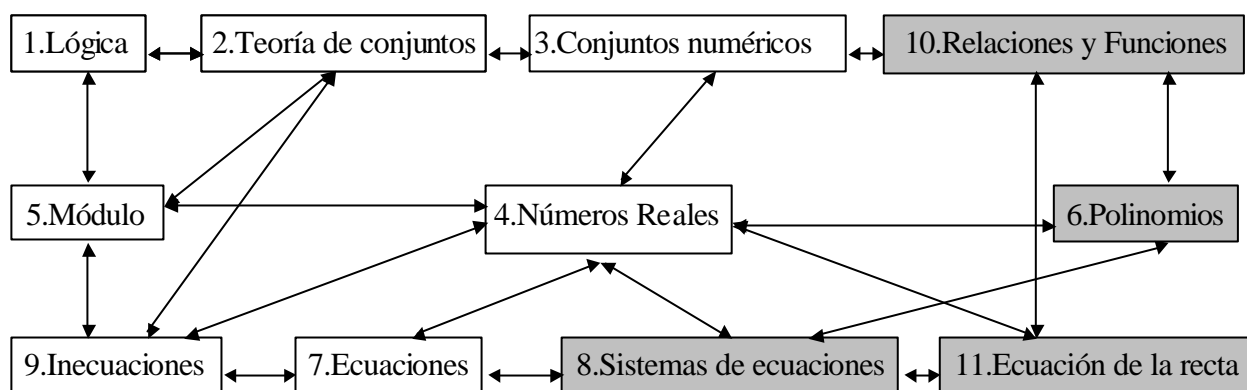 1.Lógica
2.Teoría de conjuntos
3.Conjuntos numéricos
10.Relaciones y Funciones
5.Módulo
4.Números Reales
6.Polinomios
9.Inecuaciones
7.Ecuaciones
8.Sistemas de ecuaciones
11.Ecuación de la recta